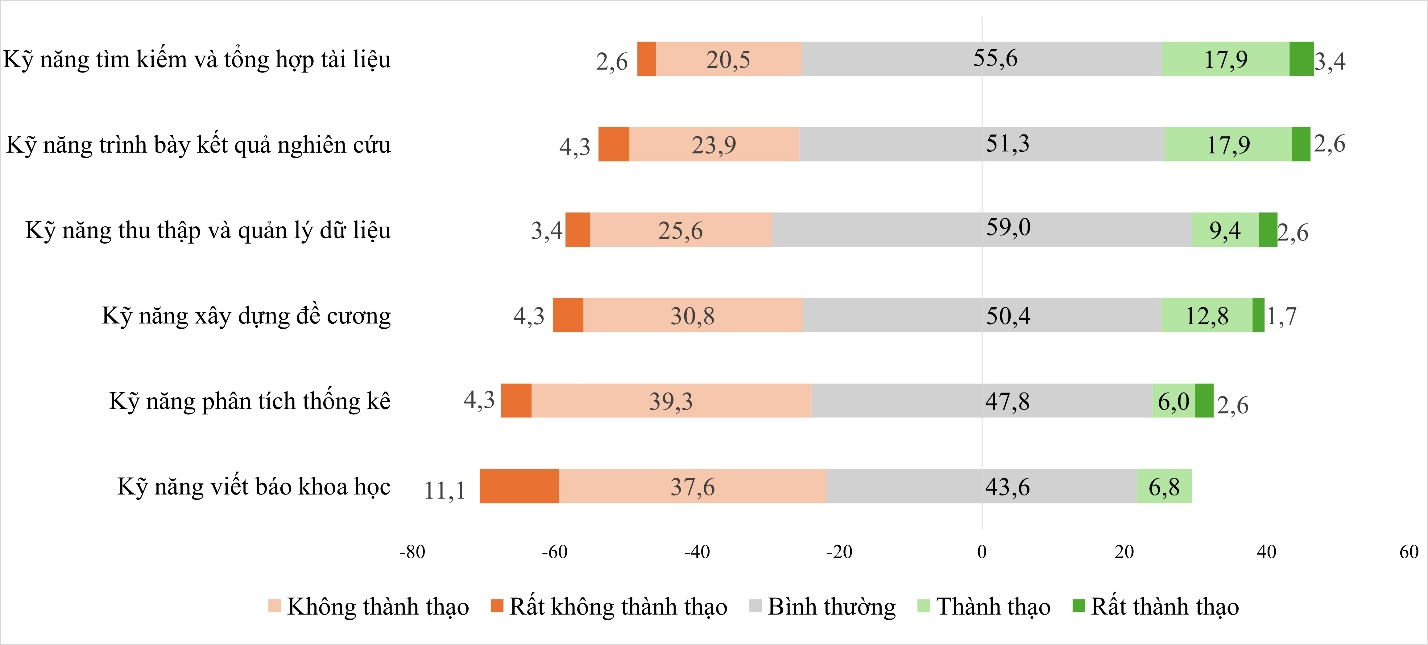 Kỹ năng tìm kiếm và tổng hợp tài liệu 2,6 20,5 55,6 17,9 3,4
Kỹ năng trình bày kết quả nghiên cứu 4,3 23,9 51,3 17,9 2,6
Kỹ năng thu thập và quản lý dữ liệu 3,4 25,6 59,0 9,4 2,6
Kỹ năng xây dựng đề cương 4,3 30,8 50,4 12,8 1,7
Kỹ năng phân tích thống kê 4,3 39,3 47,8 6,0 2,6
Kỹ năng viết báo khoa học 11,1 37,6 43,6 6,8
-80 -60 -40 -20 0 20 40 60
Không thành thạo Rất không thành thạo Bình thường Thành thạo Rất thành thạo